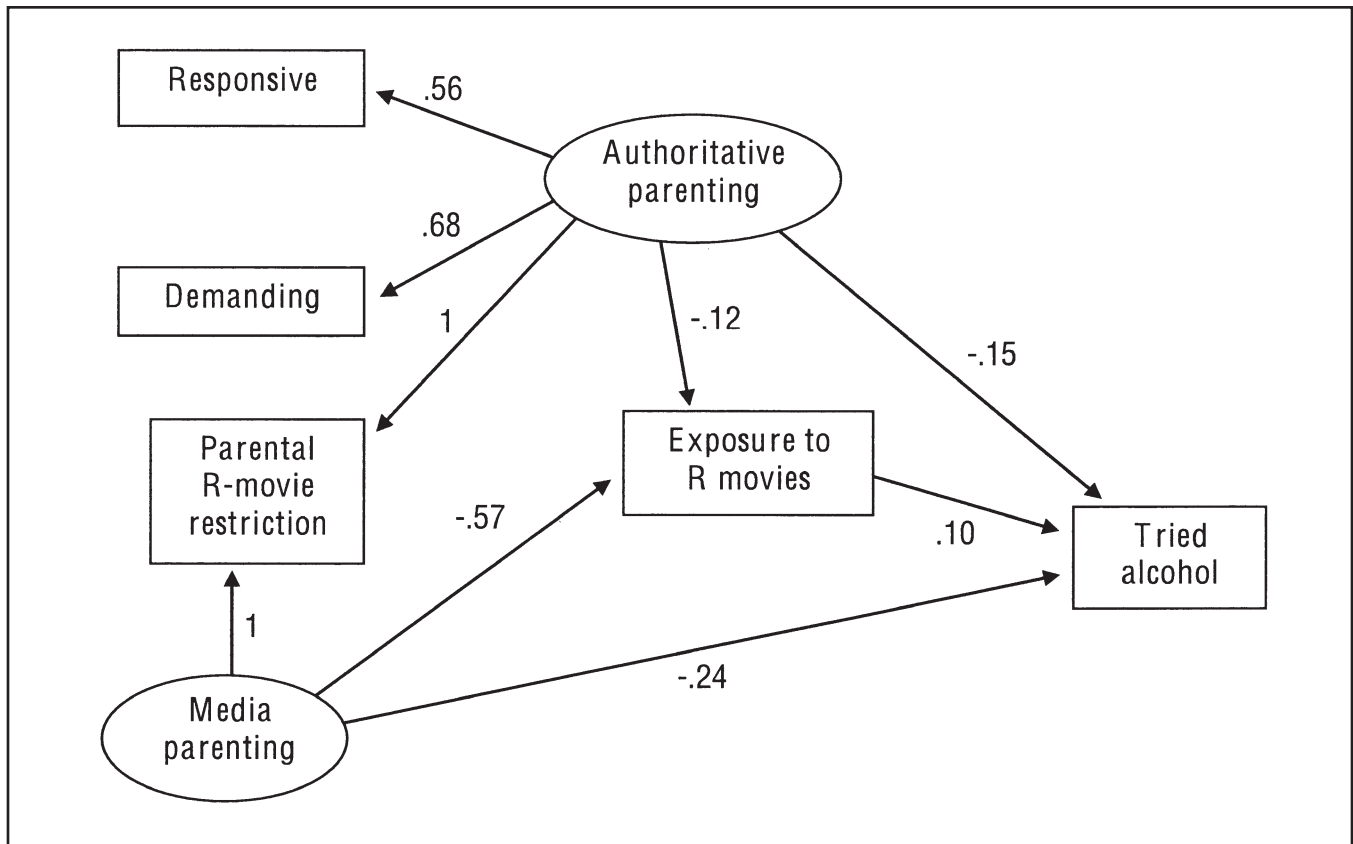 Responsive
.56
Authoritative
parenting
.68
Demanding
1
-.12
-.15
Parental
R-movie
restriction
Exposure to
R movies
-.57
.10
Tried
alcohol
1
-.24
Media
parenting